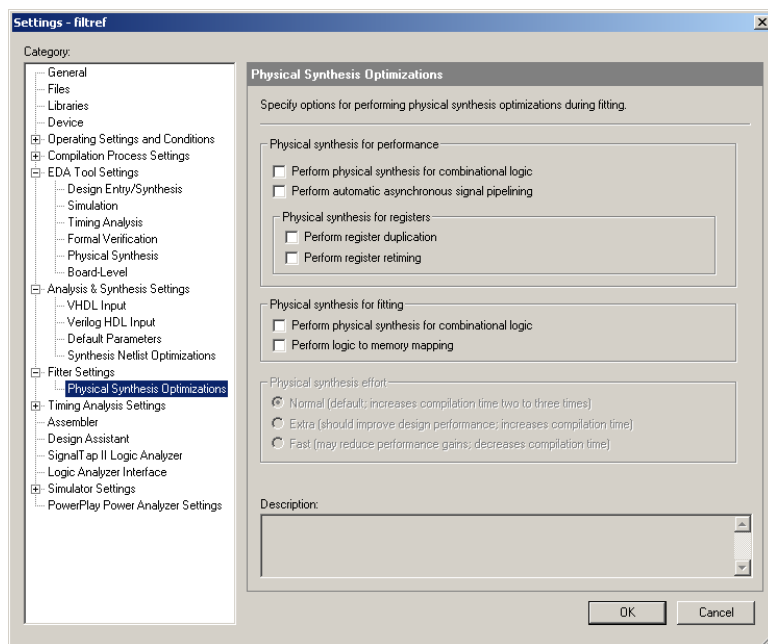 Settings - filtref
Category:
General
Files
Libraries
Device
Operating Settings and Conditions
Compilation Process Settings
EDA Tool Settings
Design Entry/Synthesis
Simulation
Timing Analysis
Formal Verification
Physical Synthesis
Board-Level
Analysis & Synthesis Settings
VHDL Input
Verilog HDL Input
Default Parameters
Synthesis Netlist Optimizations
Fitter Settings
Physical Synthesis Optimizations
Timing Analysis Settings
Assembler
Design Assistant
SignalTap II Logic Analyzer
Logic Analyzer Interface
Simulator Settings
PowerPlay Power Analyzer Settings
Physical Synthesis Optimizations
Specify options for performing physical synthesis optimizations during fitting.
Physical synthesis for performance
Perform physical synthesis for combinational logic
Perform automatic asynchronous signal pipelining
Physical synthesis for registers
Perform register duplication
Perform register retiming
Physical synthesis for fitting
Perform physical synthesis for combinational logic
Perform logic to memory mapping
Physical synthesis effort
Normal (default; increases compilation time two to three times)
Extra (should improve design performance; increases compilation time)
Fast (may reduce performance gains; decreases compilation time)
Description:
OK
Cancel